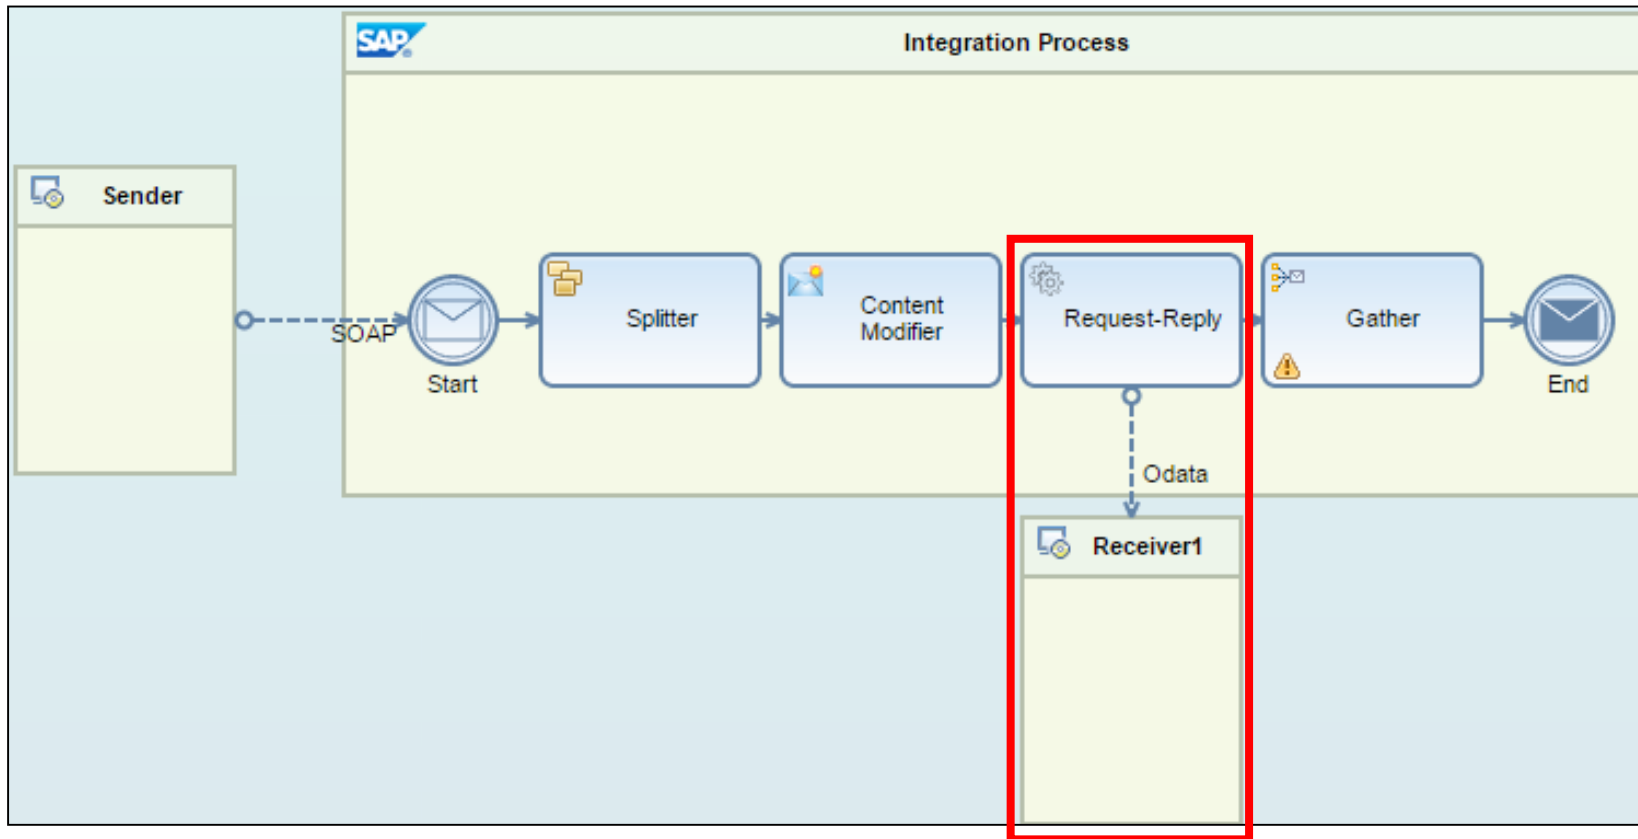 SAP
Integration Process
Sender
SOAP
Start
Splitter
Content
Modifier
Request-Reply
Gather
End
Odata
Receiver1